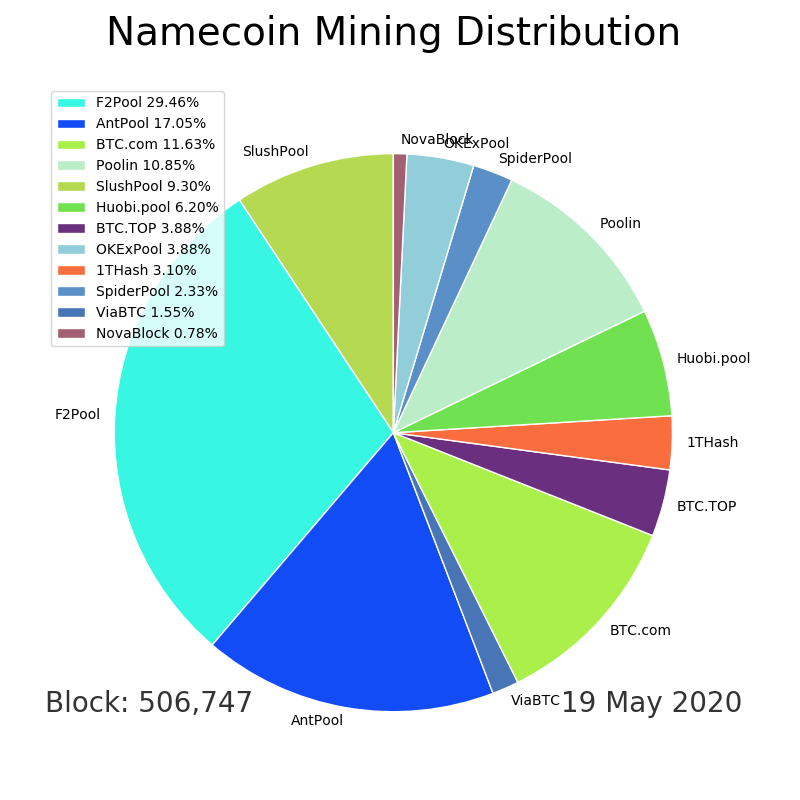 Namecoin Mining Distribution
F2Pool 29.46%
AntPool 17.05%
BTC.com 11.63%
Poolin 10.85%
SlushPool 9.30%
Huobi.pool 6.20%
BTC.TOP 3.88%
OKExPool 3.88%
1THash 3.10%
SpiderPool 2.33%
ViaBTC 1.55%
NovaBlock 0.78%
SlushPool
NovaBlock
OKExPool
SpiderPool
Poolin
Huobi.pool
F2Pool
1THash
BTC.TOP
BTC.com
ViaBTC
AntPool
Block: 506,747
19 May 2020